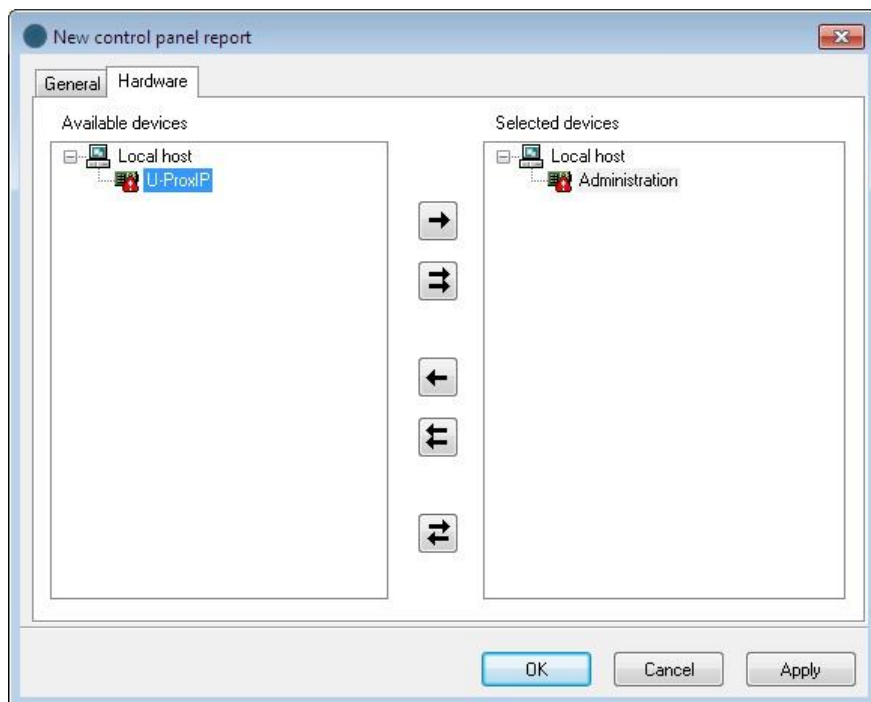 New control panel report
General Hardware
Available devices
Selected devices
Local host
U-ProxIP
Local host
Administration
OK Cancel Apply